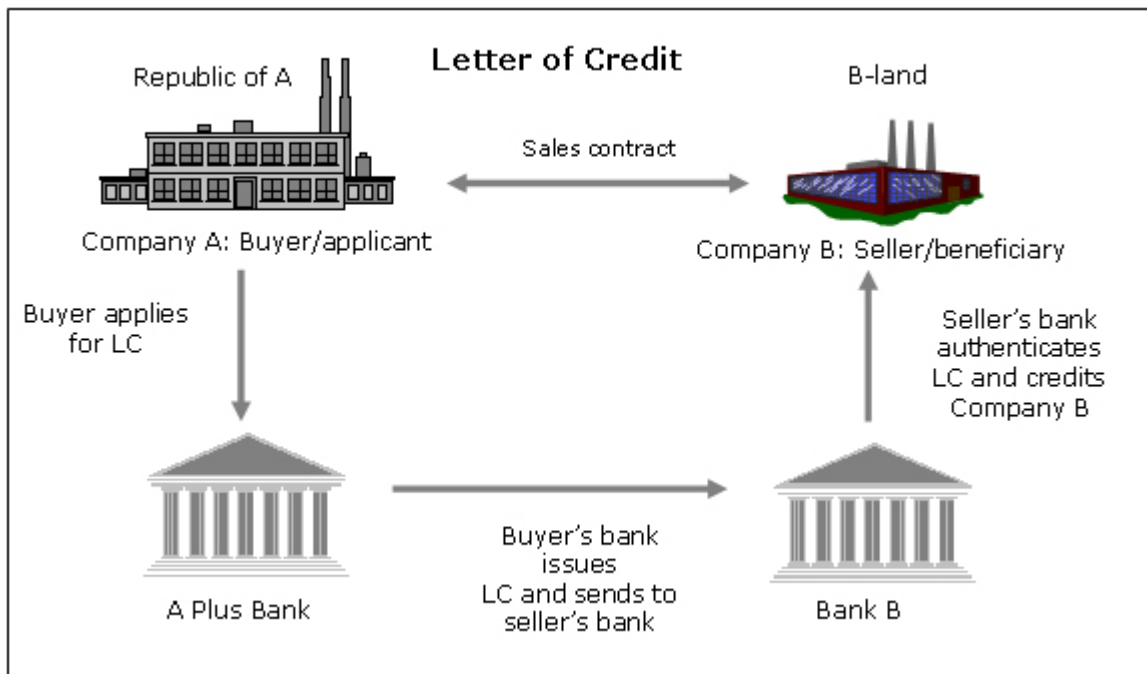 Letter of Credit
Republic of A
B-land
Sales contract
Company A: Buyer/applicant
Company B: Seller/beneficiary
Buyer applies
for LC
Seller’s bank
authenticates
LC and credits
Company B
Buyer’s bank
issues
LC and sends to
seller’s bank
A Plus Bank
Bank B